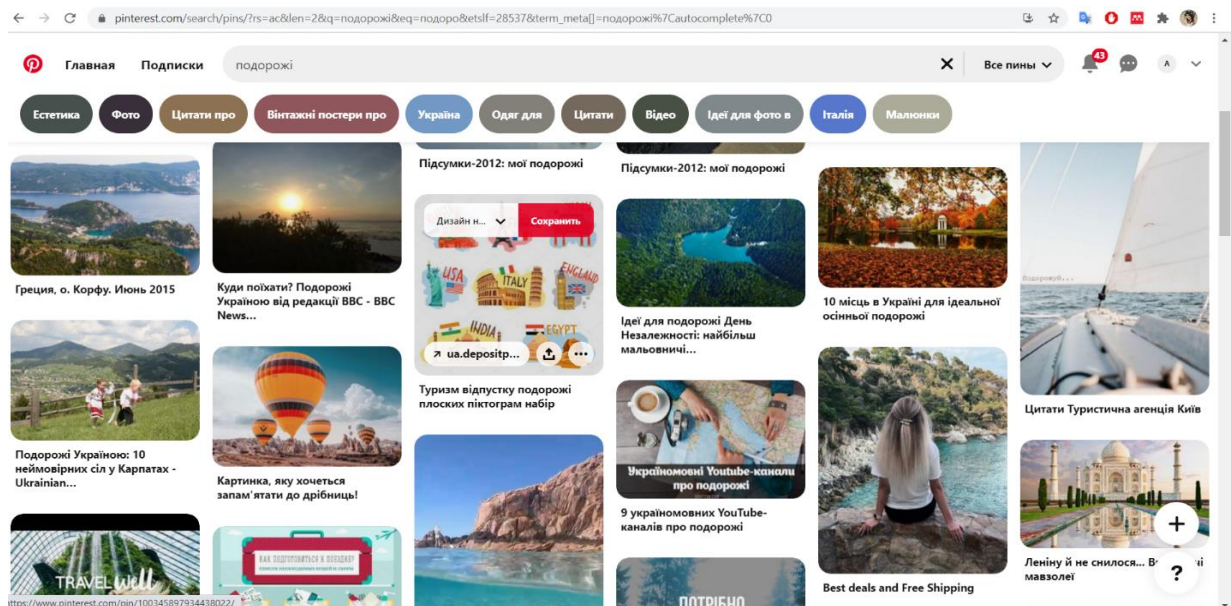 pinterest.com/search/pins/?rs=ac&len=2&q=подорожі&eq=подоро&etslf=28537&term_meta[]=подорожі%7Cautocomplete%7C0
Главная Подписки подорожі Все пины 43 A
Естетика Фото Цитати про Вінтажні постери про Україна Одяг для Цитати Відео Ідеї для фото в Італія Малюнки
Греция, о. Корфу. Июнь 2015
Подорожі Україною: 10
неймовірних сіл у Карпатах -
Ukrainian...
TRAVEL Well
Куди поїхати? Подорожі
Україною від редакції BBC - BBC
News...
Картинка, яку хочеться
запам'ятати до дрібниць!
КАК ПОДГОТОВИТЬСЯ К ПОЕЗДКЕ?
Підсумки-2012: мої подорожі
Дизайн н... Сохранить
USA ITALY ENGLAND
INDIA EGYPT
ua.depositp...
Туризм відпустку подорожі
плоских піктограм набір
Підсумки-2012: мої подорожі
Ідеї для подорожі День
Незалежності: найбільш
мальовничі...
Україномовні Youtube-канали
про подорожі
9 україномовних YouTube-
каналів про подорожі
ПОТРІБНО
10 місць в Україні для ідеальної
осінньої подорожі
Best deals and Free Shipping
Подорожуй...
Цитати Туристична агенція Київ
Леніну й не снилося...
мавзолеї
+
?
https://www.pinterest.com/pin/100345897934438022/